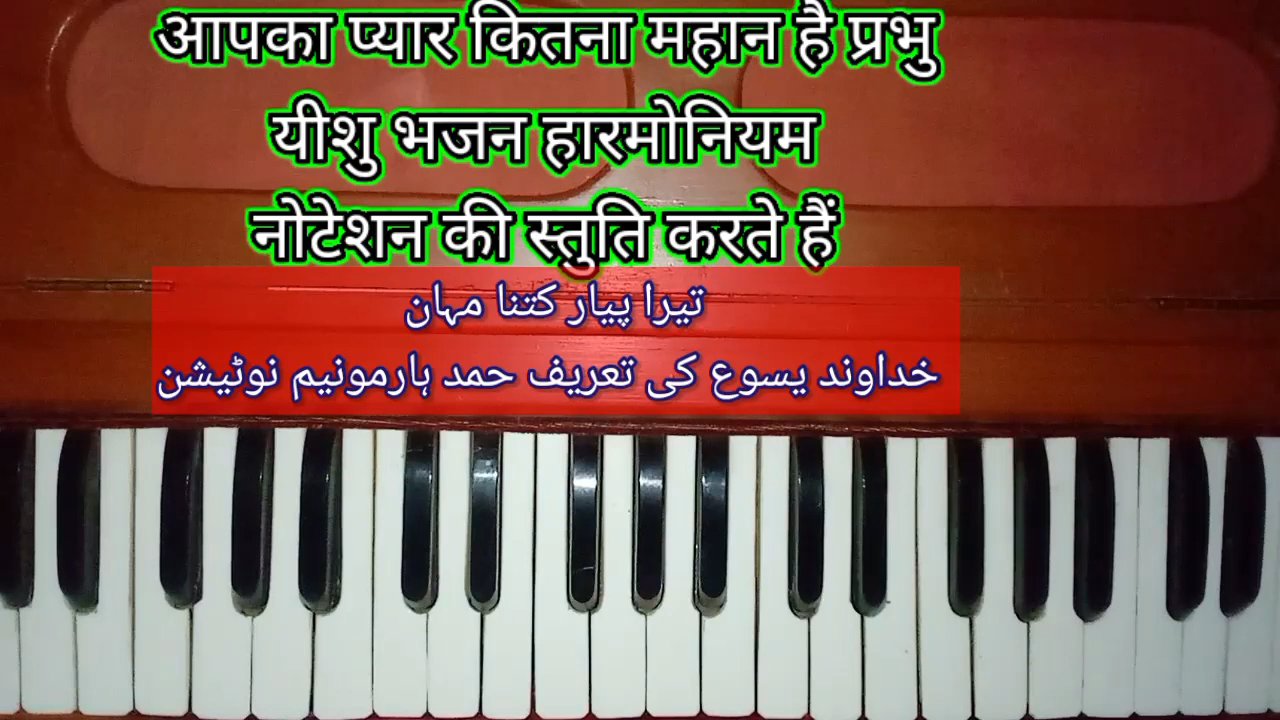 आपका प्यार कितना महान है प्रभु
यीशु भजन हारमोनियम
नोटेशन की स्तुति करते हैं
تیرا پیار کتنا مہان
خداوند یسوع کی تعریف حمد ہارمونیم نوٹیشن